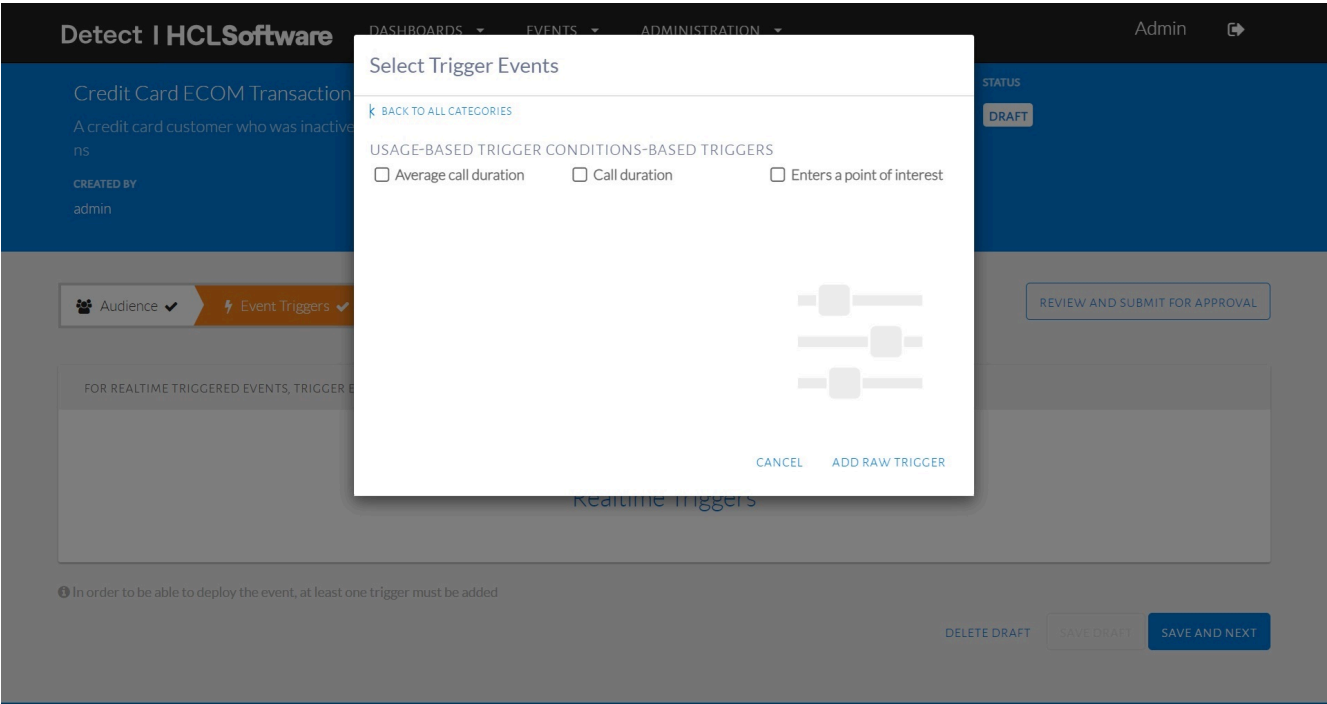 Detect | HCLSoftware DASHBOARDS EVENTS ADMINISTRATION Admin
Select Trigger Events
Credit Card ECOM Transaction
A credit card customer who was inactive
ns
CREATED BY
admin
STATUS
DRAFT
BACK TO ALL CATEGORIES
USAGE-BASED TRIGGER CONDITIONS-BASED TRIGGERS
Average call duration Call duration Enters a point of interest
CANCEL ADD RAW TRIGGER
Audience Event Triggers
REVIEW AND SUBMIT FOR APPROVAL
FOR REALTIME TRIGGERED EVENTS, TRIGGER E
Realtime Triggers
In order to be able to deploy the event, at least one trigger must be added
DELETE DRAFT SAVE DRAFT SAVE AND NEXT